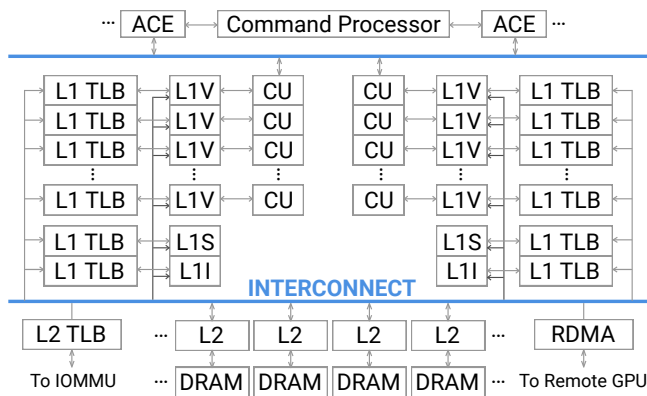 ... ACE Command Processor ACE ...
L1 TLB L1V CU CU L1V L1 TLB
L1 TLB L1V CU CU L1V L1 TLB
L1 TLB L1V CU CU L1V L1 TLB
... ... ... ... ... ...
L1 TLB L1V CU CU L1V L1 TLB
L1 TLB L1S L1S L1 TLB
L1 TLB L1I L1I L1 TLB
INTERCONNECT
L2 TLB ... L2 L2 L2 L2 ... RDMA
To IOMMU ... DRAM DRAM DRAM DRAM ... To Remote GPU